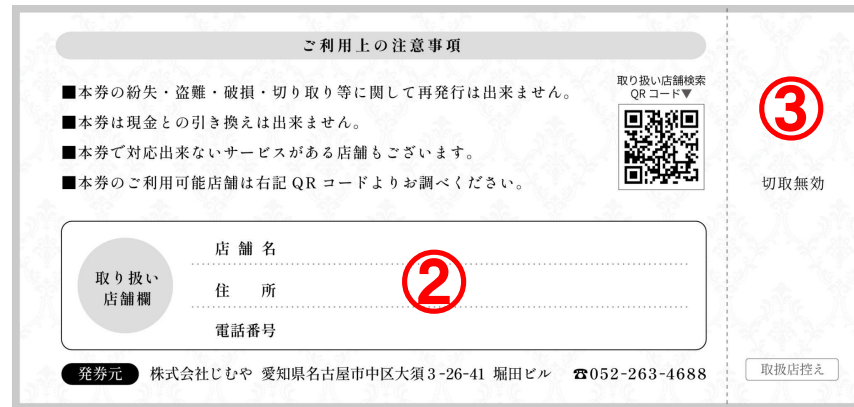 ご利用上の注意事項
■本券の紛失・盗難・破損・切り取り等に関して再発行は出来ません。
■本券は現金との引き換えは出来ません。
■本券で対応出来ないサービスがある店舗もございます。
■本券のご利用可能店舗は右記 QR コードよりお調べください。
取り扱い店舗検索
QR コード▼
③
切取無効
取り扱い
店舗欄
店 舗 名
住 所
電話番号
②
発券元 株式会社じむや 愛知県名古屋市中区大須3-26-41 堀田ビル ☎052-263-4688
取扱店控え